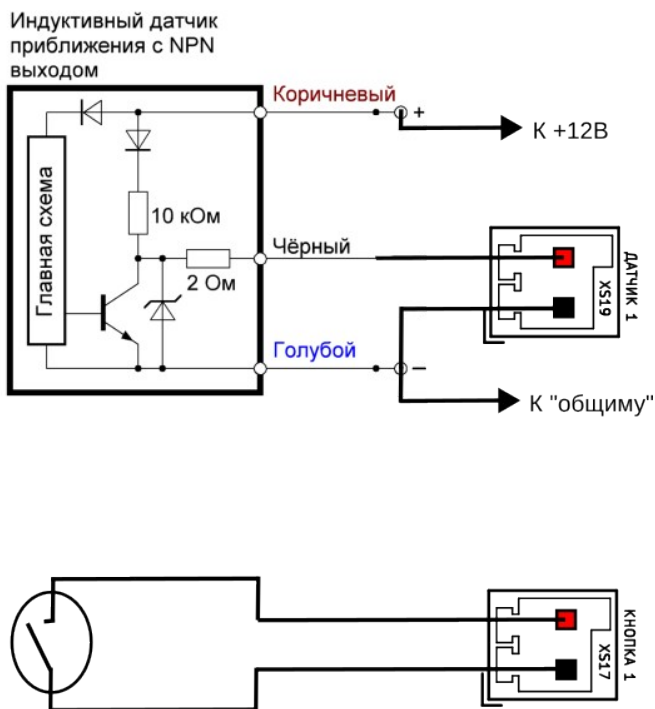 Индуктивный датчик
приближения с NPN
выходом
Коричневый
+
К +12В
Главная схема
10 кОм
Чёрный
2 Ом
ДАТЧИК 1
XS19
Голубой
–
К "общиму"
КНОПКА 1
XS17